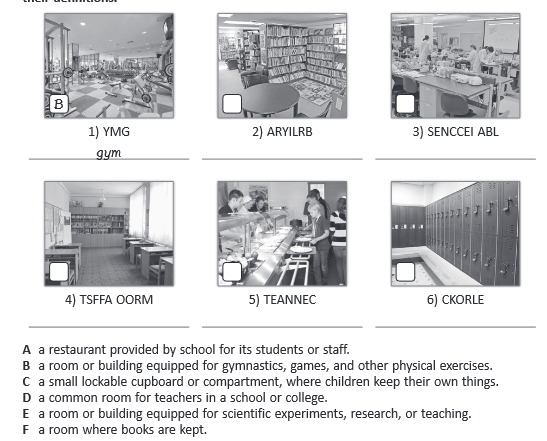 their definitions.
B
1) YMG
2) ARYILRB
3) SENCCEI ABL
gym
4) TSFFA OORM
5) TEANNEC
6) CKORLE
A a restaurant provided by school for its students or staff.
B a room or building equipped for gymnastics, games, and other physical exercises.
C a small lockable cupboard or compartment, where children keep their own things.
D a common room for teachers in a school or college.
E a room or building equipped for scientific experiments, research, or teaching.
F a room where books are kept.